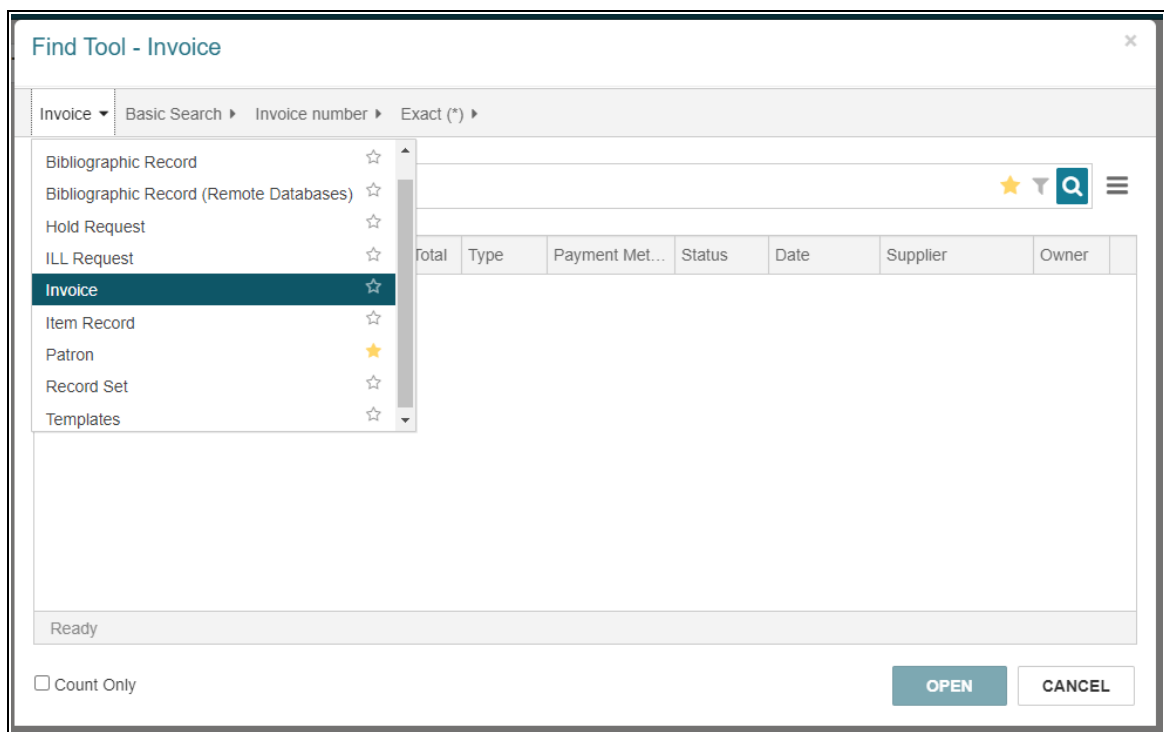 Find Tool - Invoice
Invoice Basic Search Invoice number Exact (*)
Bibliographic Record
Bibliographic Record (Remote Databases)
Hold Request
ILL Request
Total Type Payment Met... Status Date Supplier Owner
Invoice
Item Record
Patron
Record Set
Templates
Ready
Count Only OPEN CANCEL